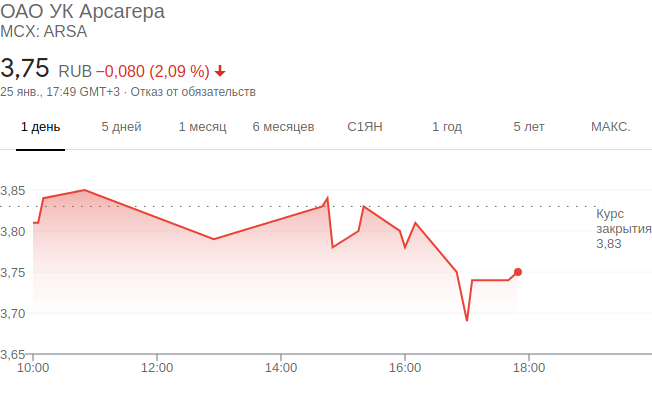 ОАО УК Арсагера
MCX: ARSA
3,75 RUB −0,080 (2,09 %)
25 янв., 17:49 GMT+3 · Отказ от обязательств
1 день 5 дней 1 месяц 6 месяцев С1ЯН 1 год 5 лет МАКС.
3,85
Курс
закрытия
3,83
3,80
3,75
3,70
3,65
10:00 12:00 14:00 16:00 18:00